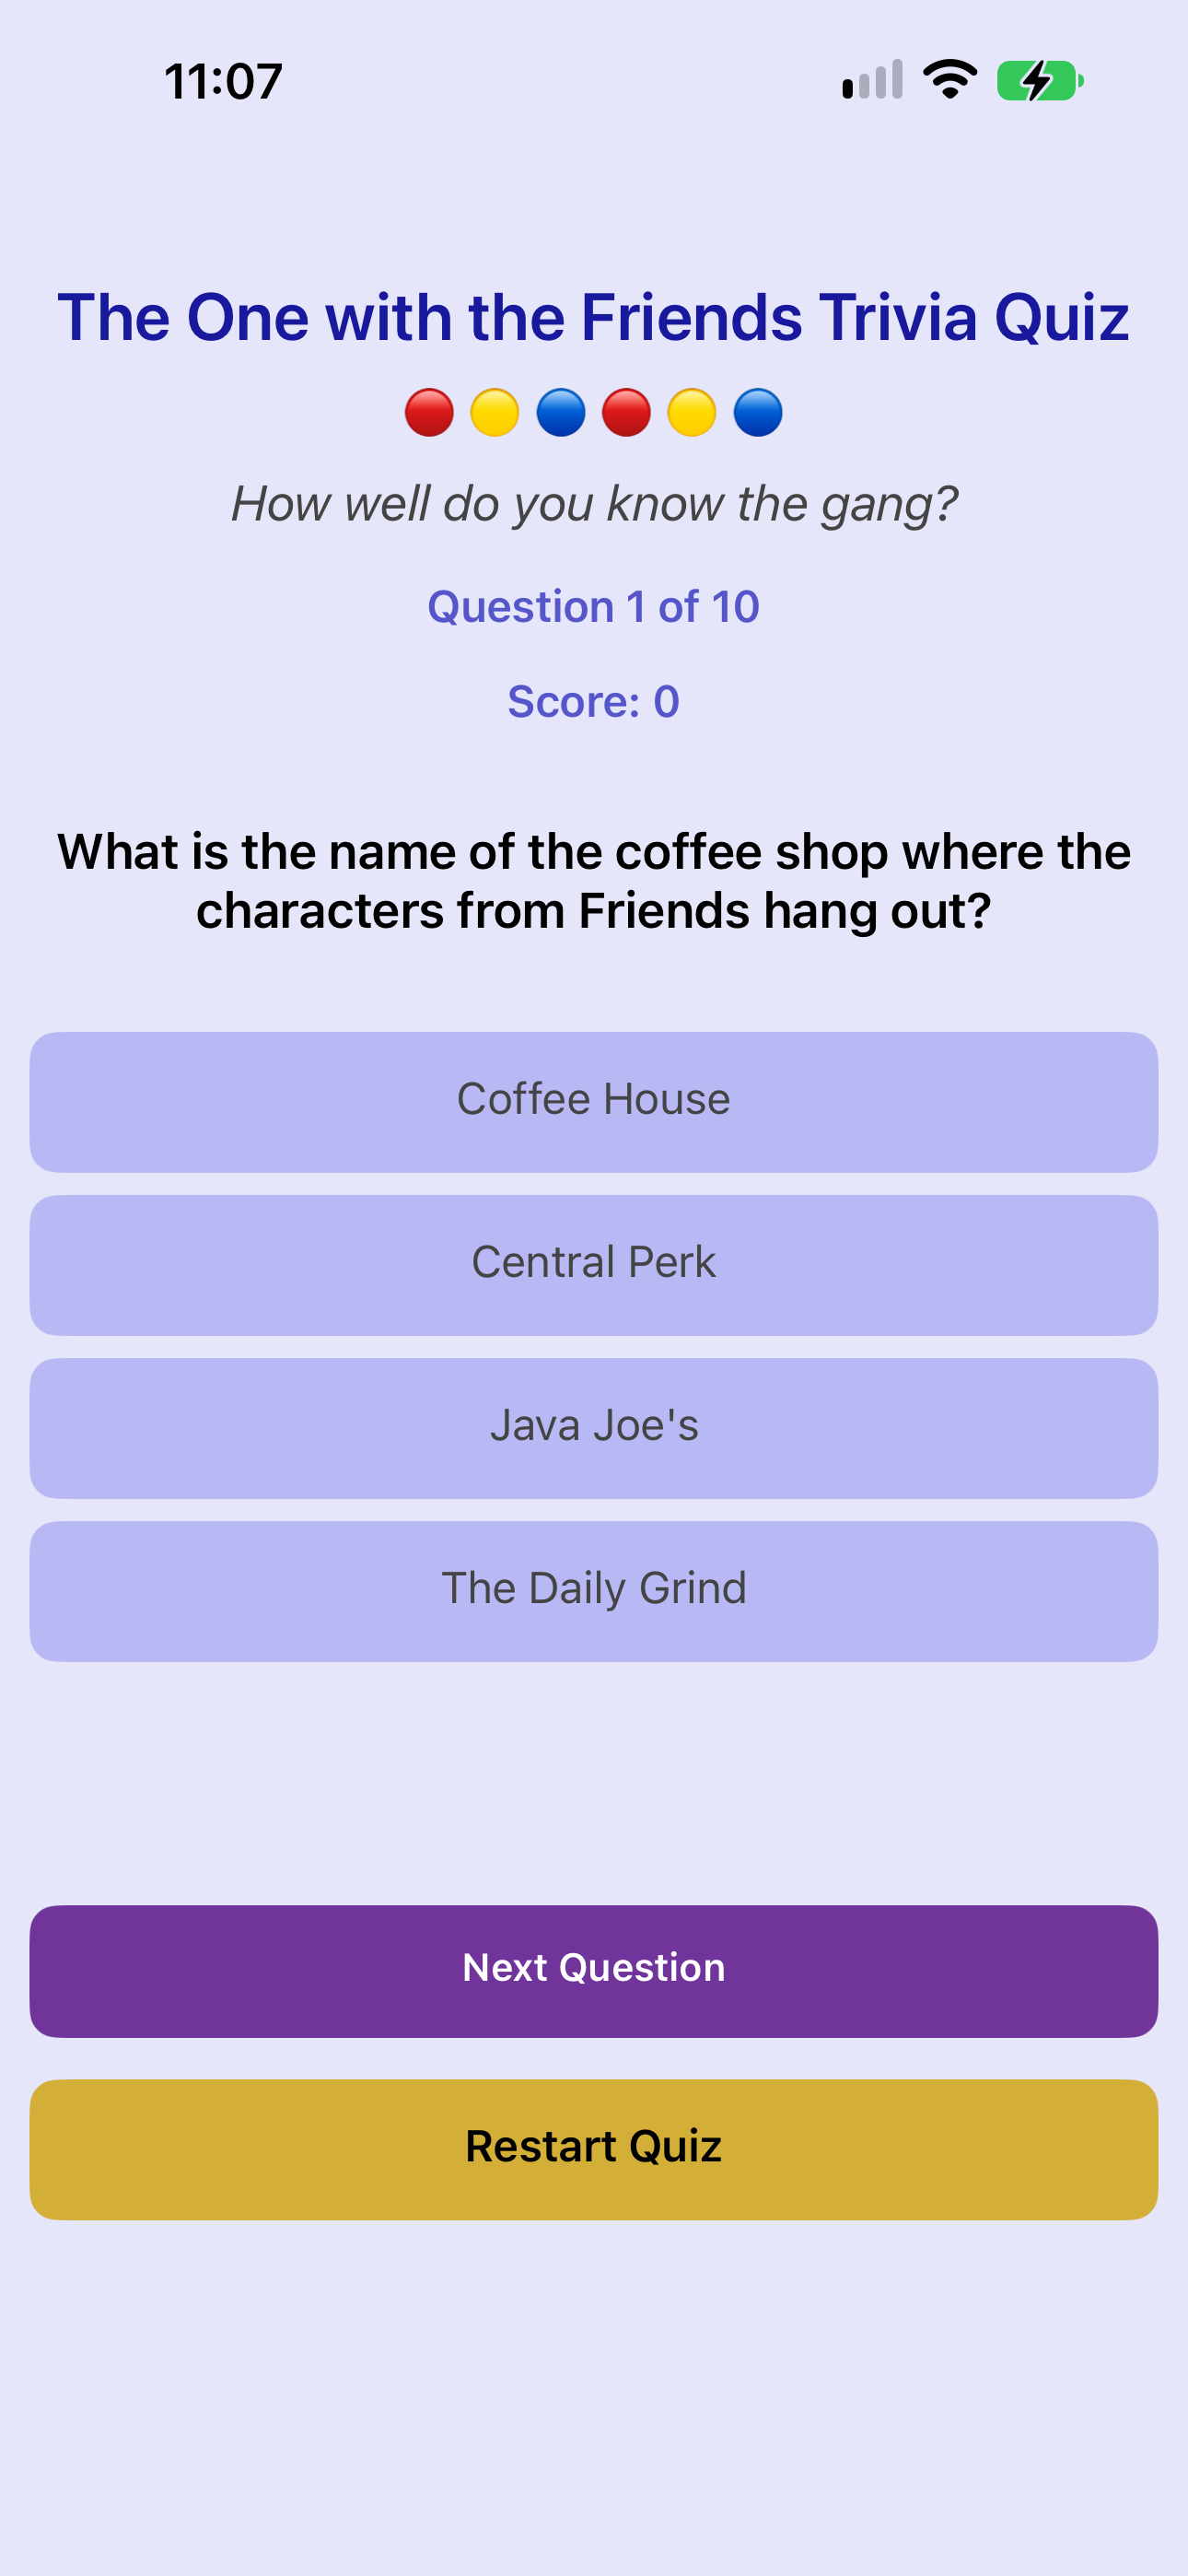 11:07
The One with the Friends Trivia Quiz
How well do you know the gang?
Question 1 of 10
Score: 0
What is the name of the coffee shop where the
characters from Friends hang out?
Coffee House
Central Perk
Java Joe's
The Daily Grind
Next Question
Restart Quiz